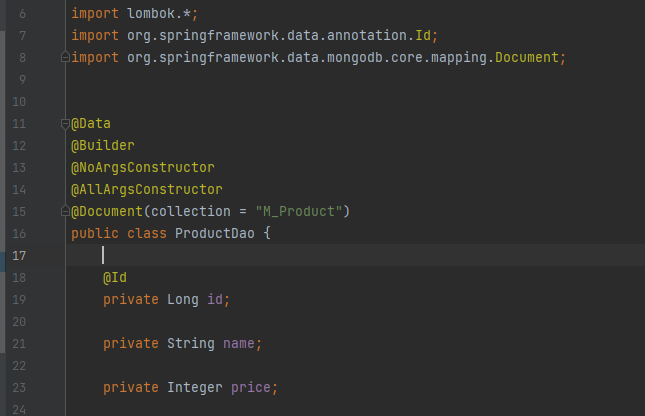 6 import lombok.*;
7 import org.springframework.data.annotation.Id;
8 import org.springframework.data.mongodb.core.mapping.Document;
9
10
11 @Data
12 @Builder
13 @NoArgsConstructor
14 @AllArgsConstructor
15 @Document(collection = "M_Product")
16 public class ProductDao {
17
18 @Id
19 private Long id;
20
21 private String name;
22
23 private Integer price;
24